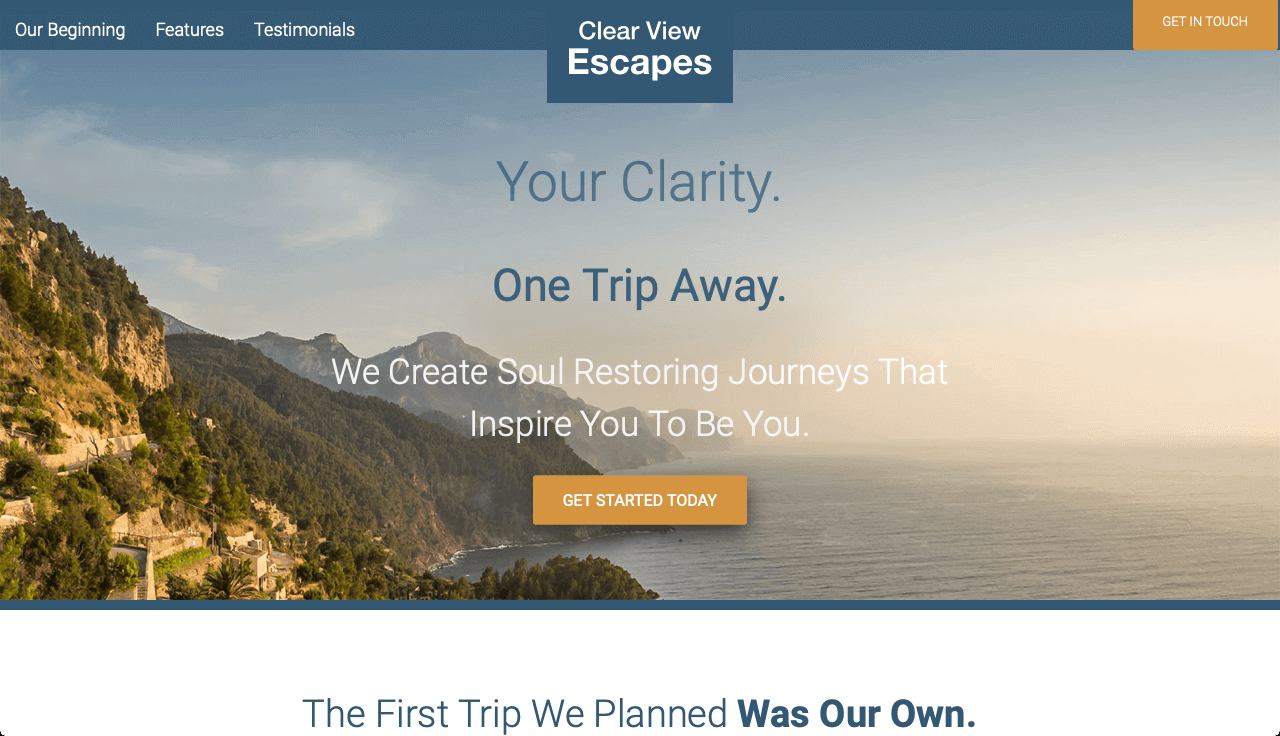 Our Beginning Features Testimonials
Clear View
Escapes
GET IN TOUCH
Your Clarity.
One Trip Away.
We Create Soul Restoring Journeys That
Inspire You To Be You.
GET STARTED TODAY
The First Trip We Planned Was Our Own.